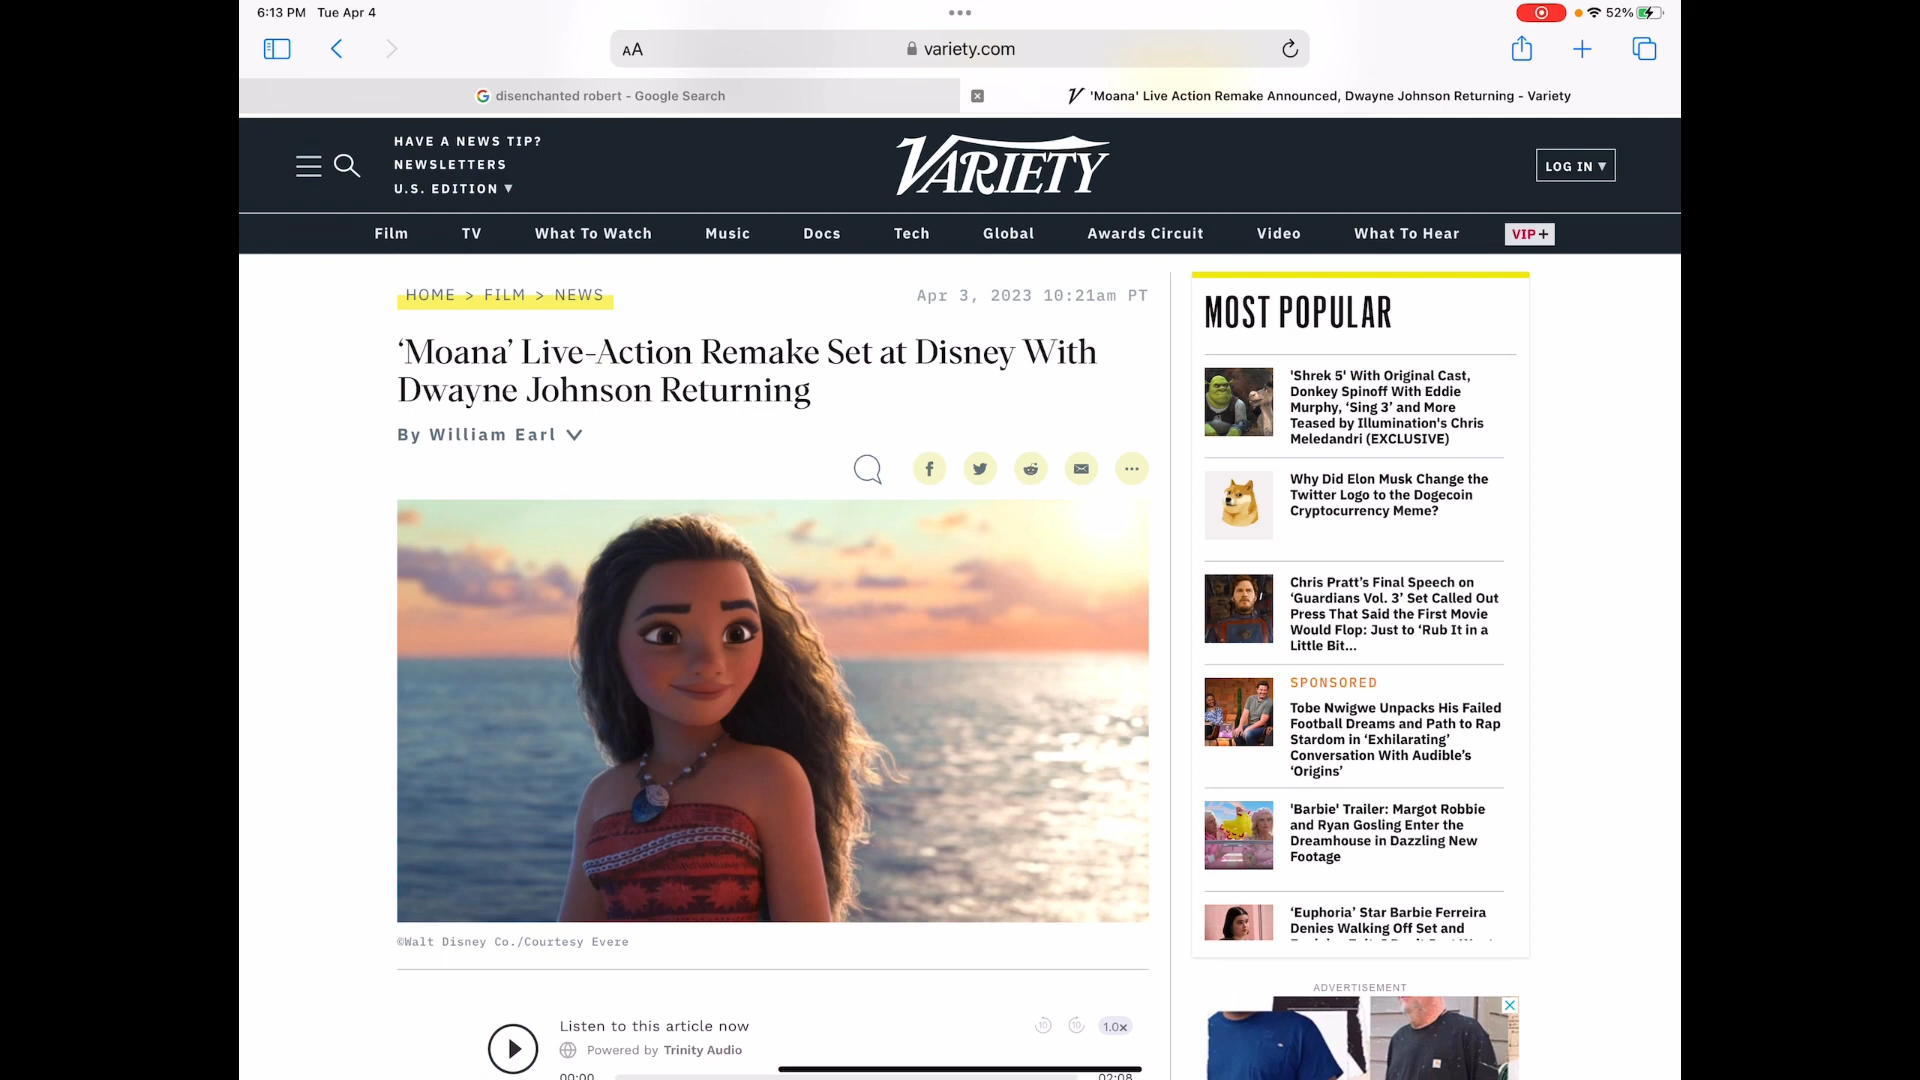 6:13 PM Tue Apr 4
52%
AA
variety.com
disenchanted robert - Google Search
'Moana' Live Action Remake Announced, Dwayne Johnson Returning - Variety
HAVE A NEWS TIP?
NEWSLETTERS
U.S. EDITION ▼
VARIETY
LOG IN ▼
Film TV What To Watch Music Docs Tech Global Awards Circuit Video What To Hear VIP+
HOME > FILM > NEWS
Apr 3, 2023 10:21am PT
‘Moana’ Live-Action Remake Set at Disney With
Dwayne Johnson Returning
By William Earl
©Walt Disney Co./Courtesy Evere
Listen to this article now
10 10 1.0x
Powered by Trinity Audio
00:00 02:08
MOST POPULAR
'Shrek 5' With Original Cast,
Donkey Spinoff With Eddie
Murphy, ‘Sing 3’ and More
Teased by Illumination's Chris
Meledandri (EXCLUSIVE)
Why Did Elon Musk Change the
Twitter Logo to the Dogecoin
Cryptocurrency Meme?
Chris Pratt’s Final Speech on
‘Guardians Vol. 3’ Set Called Out
Press That Said the First Movie
Would Flop: Just to ‘Rub It in a
Little Bit...
SPONSORED
Tobe Nwigwe Unpacks His Failed
Football Dreams and Path to Rap
Stardom in ‘Exhilarating’
Conversation With Audible’s
‘Origins’
'Barbie' Trailer: Margot Robbie
and Ryan Gosling Enter the
Dreamhouse in Dazzling New
Footage
‘Euphoria’ Star Barbie Ferreira
Denies Walking Off Set and
ADVERTISEMENT